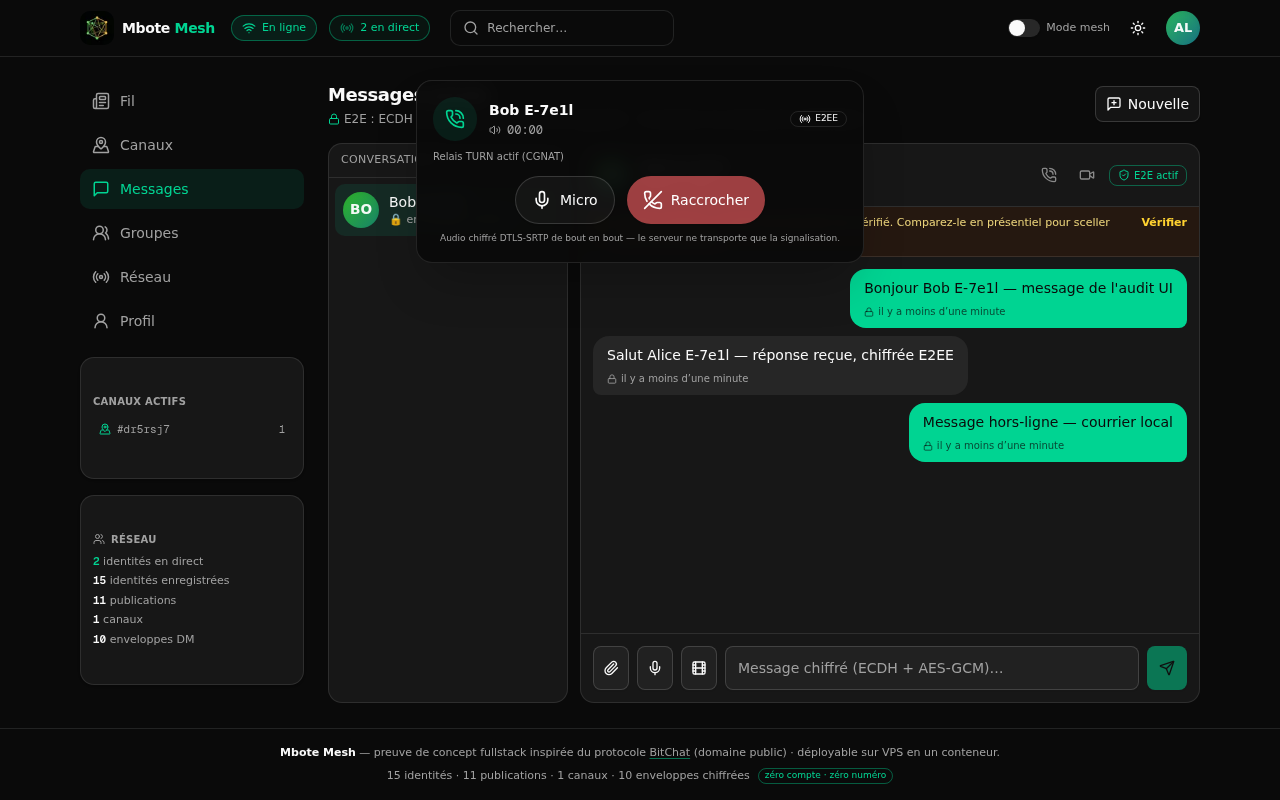 Mbote Mesh
En ligne
2 en direct
Rechercher…
Mode mesh
AL
Fil
Canaux
Messages
Groupes
Réseau
Profil
CANAUX ACTIFS
#dr5rsj7 1
RÉSEAU
2 identités en direct
15 identités enregistrées
11 publications
1 canaux
10 enveloppes DM
Messages
E2E : ECDH
Nouvelle
Bob E-7e1l
00:00
E2EE
Relais TURN actif (CGNAT)
Micro
Raccrocher
Audio chiffré DTLS-SRTP de bout en bout — le serveur ne transporte que la signalisation.
BO
Bob
E2E actif
Comparez-le en présentiel pour sceller
Vérifier
Bonjour Bob E-7e1l — message de l'audit UI
il y a moins d’une minute
Salut Alice E-7e1l — réponse reçue, chiffrée E2EE
il y a moins d’une minute
Message hors-ligne — courrier local
il y a moins d’une minute
Message chiffré (ECDH + AES-GCM)…
Mbote Mesh — preuve de concept fullstack inspirée du protocole BitChat (domaine public) · déployable sur VPS en un conteneur.
15 identités · 11 publications · 1 canaux · 10 enveloppes chiffrées zéro compte · zéro numéro